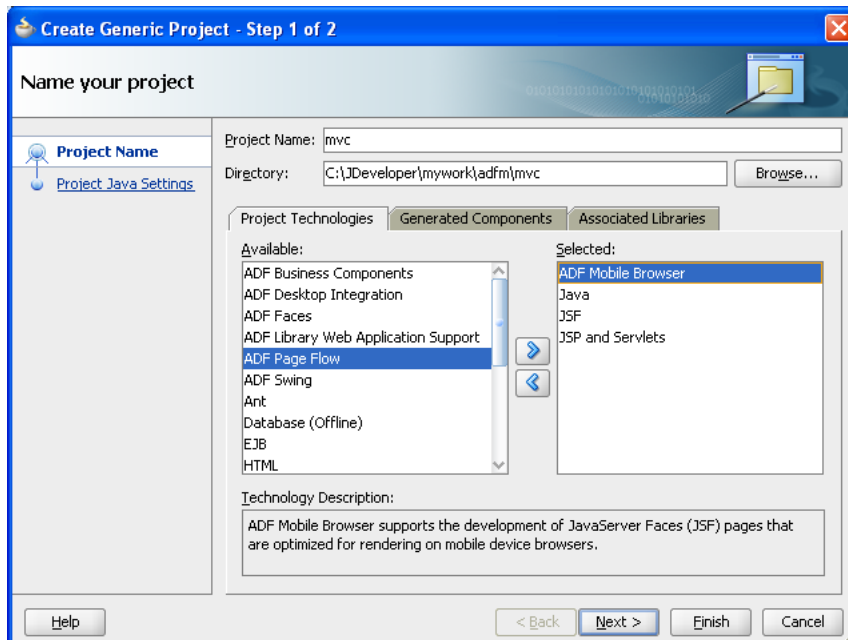 Create Generic Project - Step 1 of 2
Name your project
Project Name
Project Java Settings
Project Name: mvc
Directory: C:\JDeveloper\mywork\adfm\mvc Browse...
Project Technologies Generated Components Associated Libraries
Available:
ADF Business Components
ADF Desktop Integration
ADF Faces
ADF Library Web Application Support
ADF Page Flow
ADF Swing
Ant
Database (Offline)
EJB
HTML
Selected:
ADF Mobile Browser
Java
JSF
JSP and Servlets
Technology Description:
ADF Mobile Browser supports the development of JavaServer Faces (JSF) pages that
are optimized for rendering on mobile device browsers.
Help < Back Next > Finish Cancel